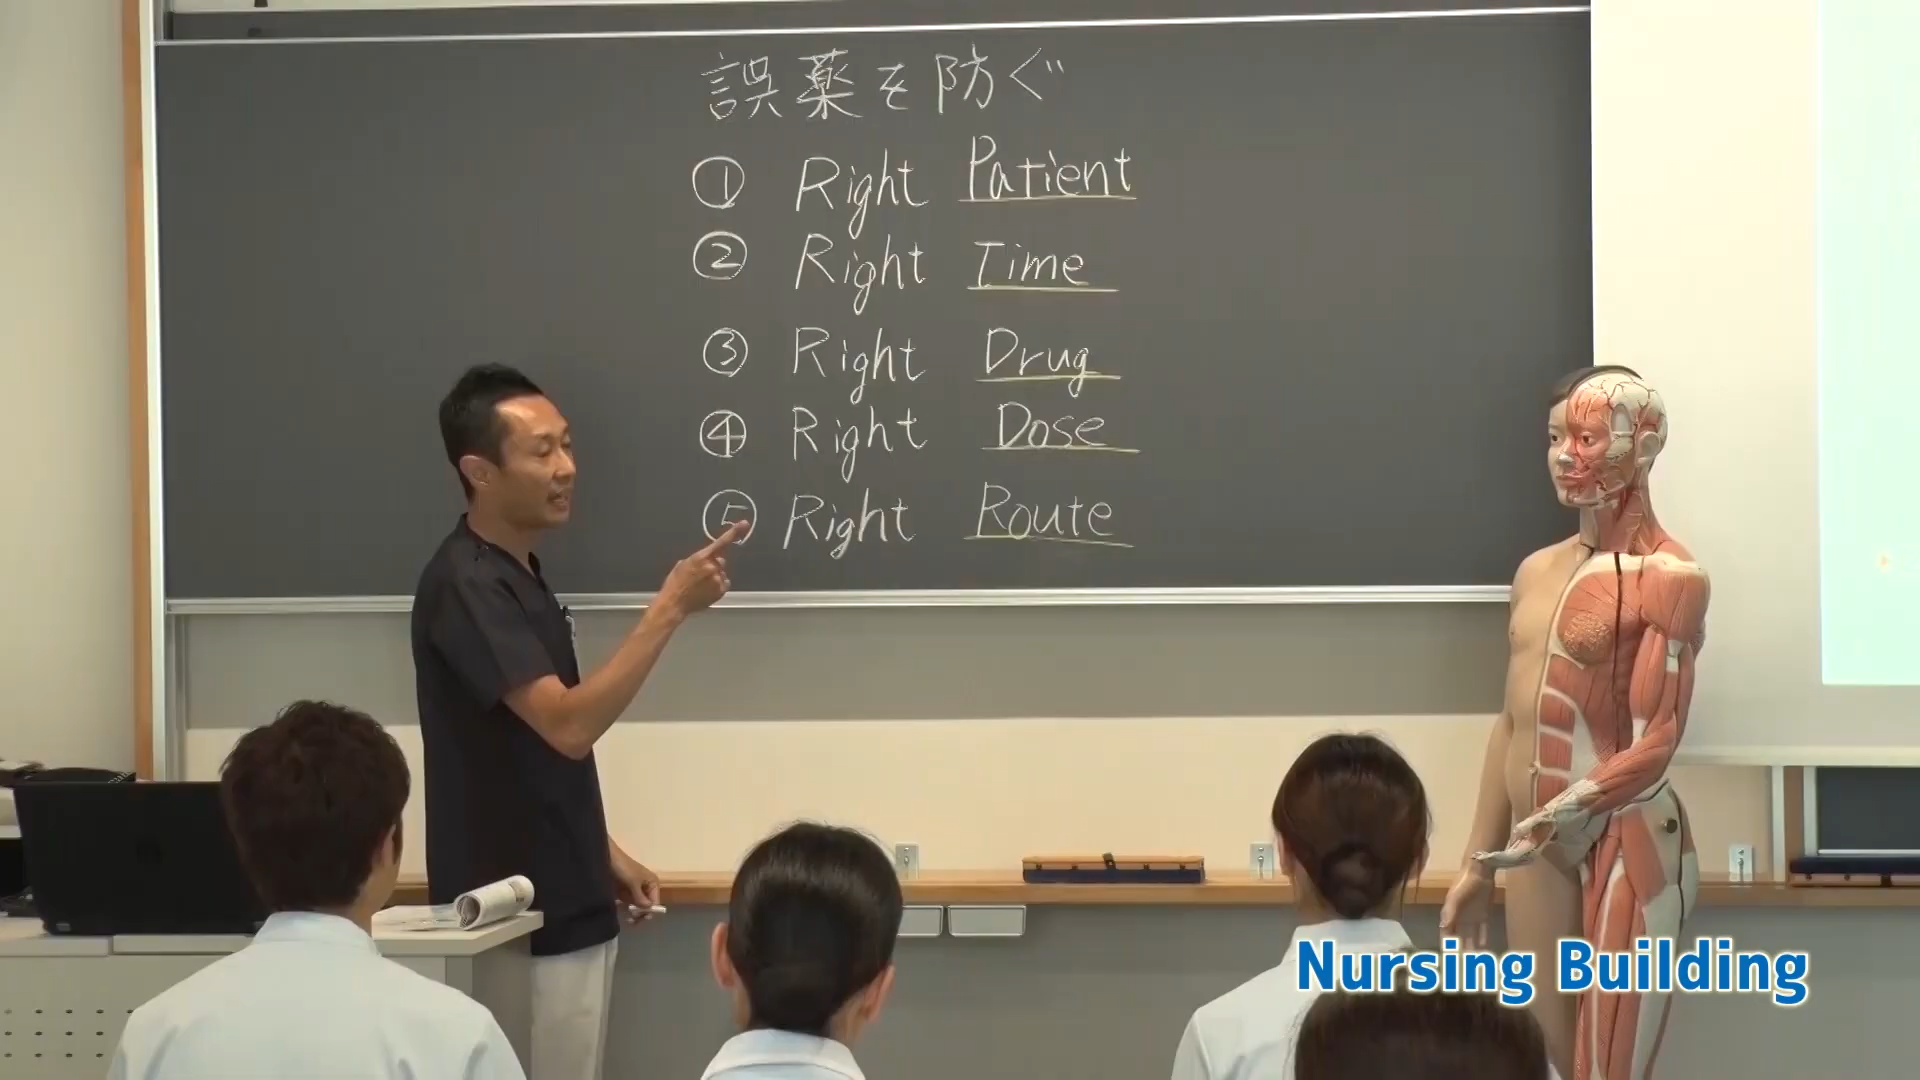 誤薬を防ぐ
① Right Patient
② Right Time
③ Right Drug
④ Right Dose
⑤ Right Route
Nursing Building